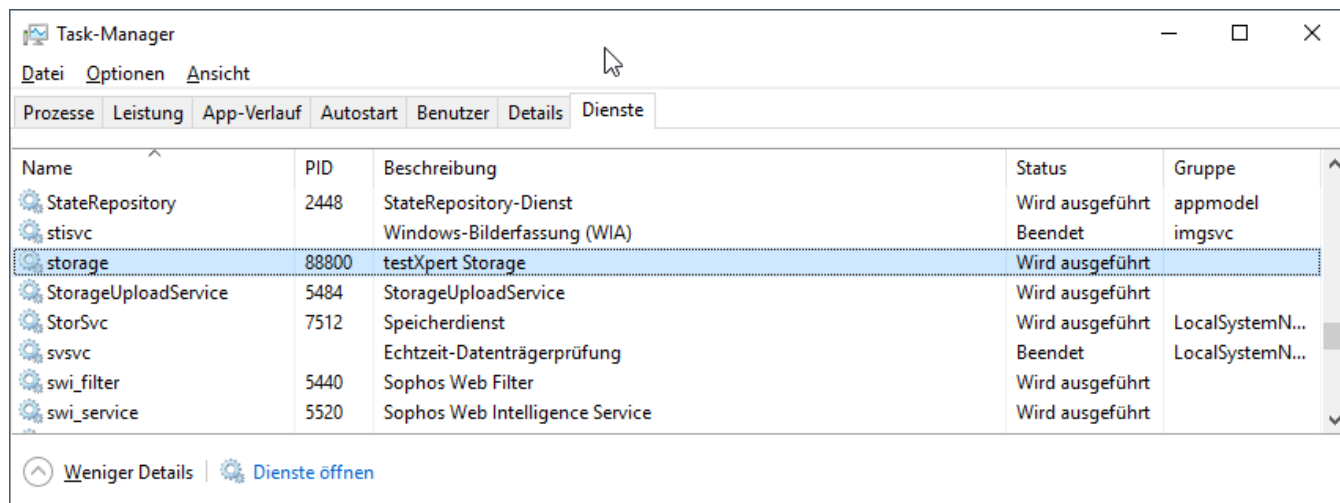 Task-Manager
Datei Optionen Ansicht
Prozesse Leistung App-Verlauf Autostart Benutzer Details Dienste
Name PID Beschreibung Status Gruppe
StateRepository 2448 StateRepository-Dienst Wird ausgeführt appmodel
stisvc Windows-Bilderfassung (WIA) Beendet imgsvc
storage 88800 testXpert Storage Wird ausgeführt
StorageUploadService 5484 StorageUploadService Wird ausgeführt
StorSvc 7512 Speicherdienst Wird ausgeführt LocalSystemN...
svsvc Echtzeit-Datenträgerprüfung Beendet LocalSystemN...
swi_filter 5440 Sophos Web Filter Wird ausgeführt
swi_service 5520 Sophos Web Intelligence Service Wird ausgeführt
Weniger Details Dienste öffnen